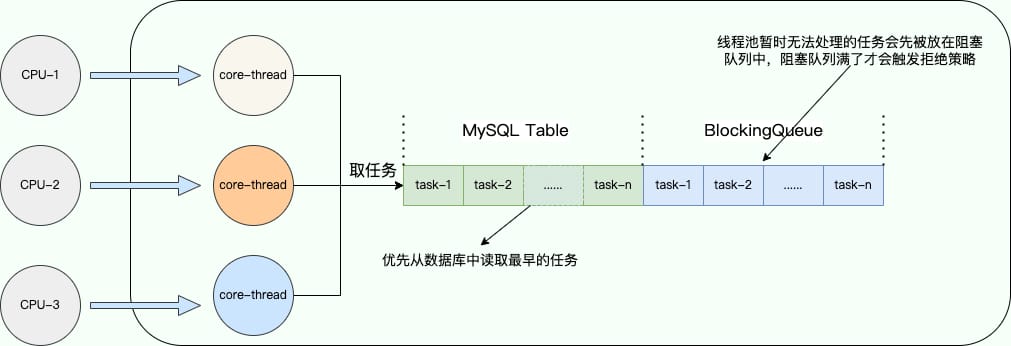 线程池暂时无法处理的任务会先被放在阻塞
队列中，阻塞队列满了才会触发拒绝策略
CPU-1
core-thread
MySQL Table
BlockingQueue
取任务
CPU-2
core-thread
task-1
task-2
......
task-n
task-1
task-2
......
task-n
优先从数据库中读取最早的任务
CPU-3
core-thread